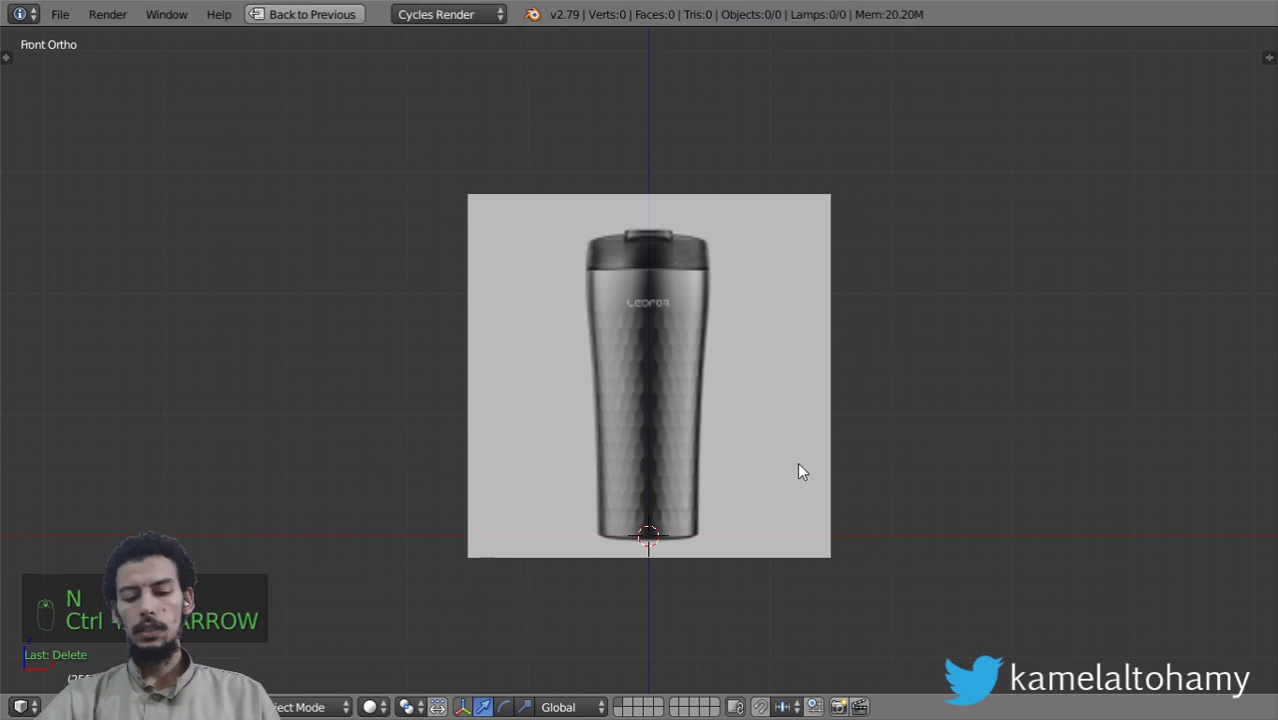 File Render Window Help Back to Previous Cycles Render v2.79 | Verts:0 | Faces:0 | Tris:0 | Objects:0/0 | Lamps:0/0 | Mem:20.20M
Front Ortho
N
Ctrl ARROW
Last: Delete
ect Mode Global
kamelaltohamy